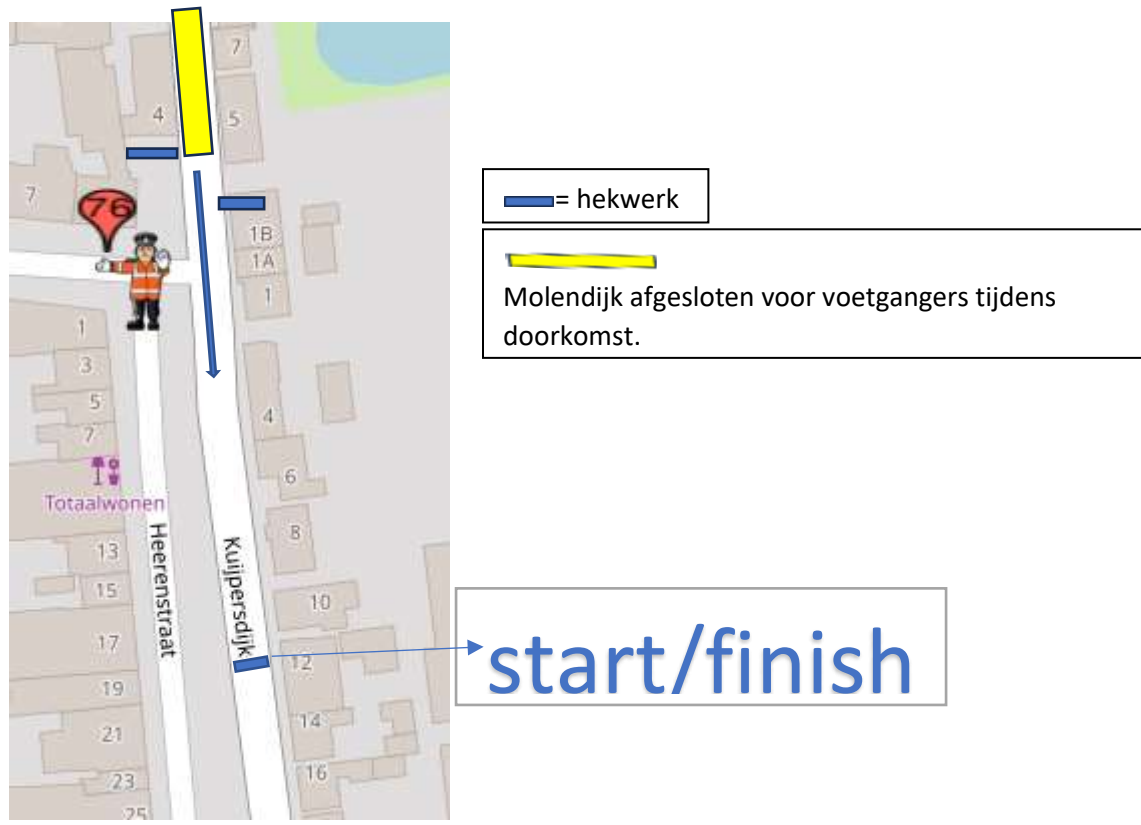 7
4
5
7
76
1B
1A
1
1
3
5
4
7
6
Totaalwonen
8
13
Heerenstraat
Kuijpersdijk
15
10
17
12
19
14
21
16
23
25
= hekwerk
Molendijk afgesloten voor voetgangers tijdens
doorkomst.
start/finish